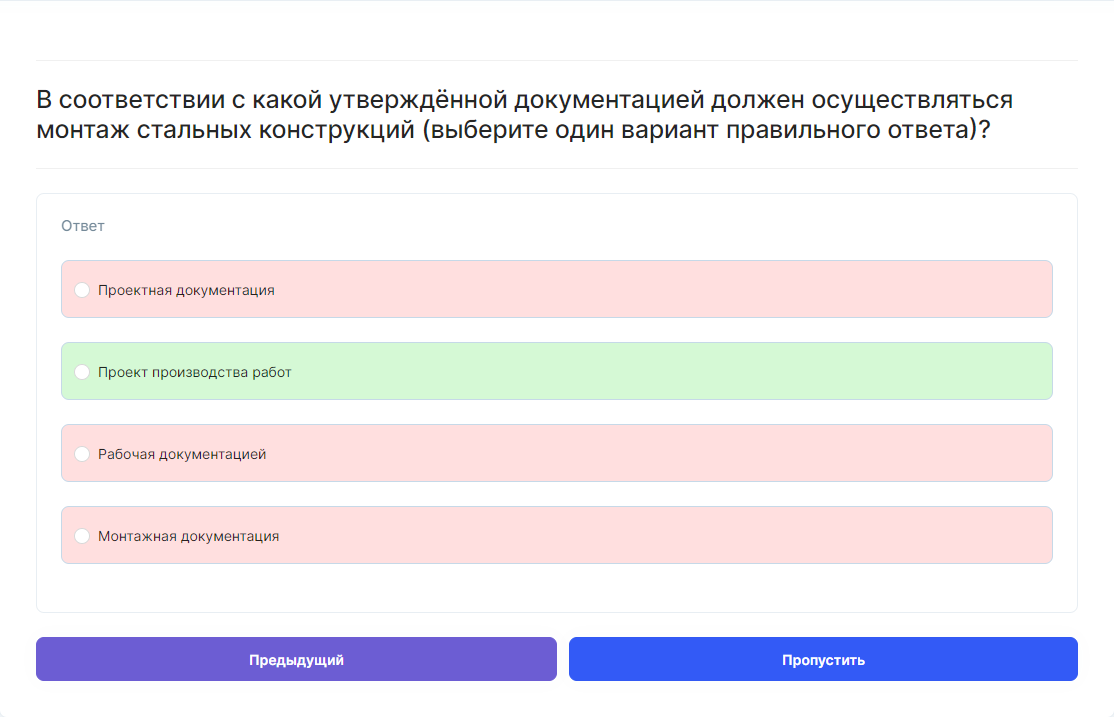 В соответствии с какой утверждённой документацией должен осуществляться
монтаж стальных конструкций (выберите один вариант правильного ответа)?
Ответ
Проектная документация
Проект производства работ
Рабочая документацией
Монтажная документация
Предыдущий
Пропустить